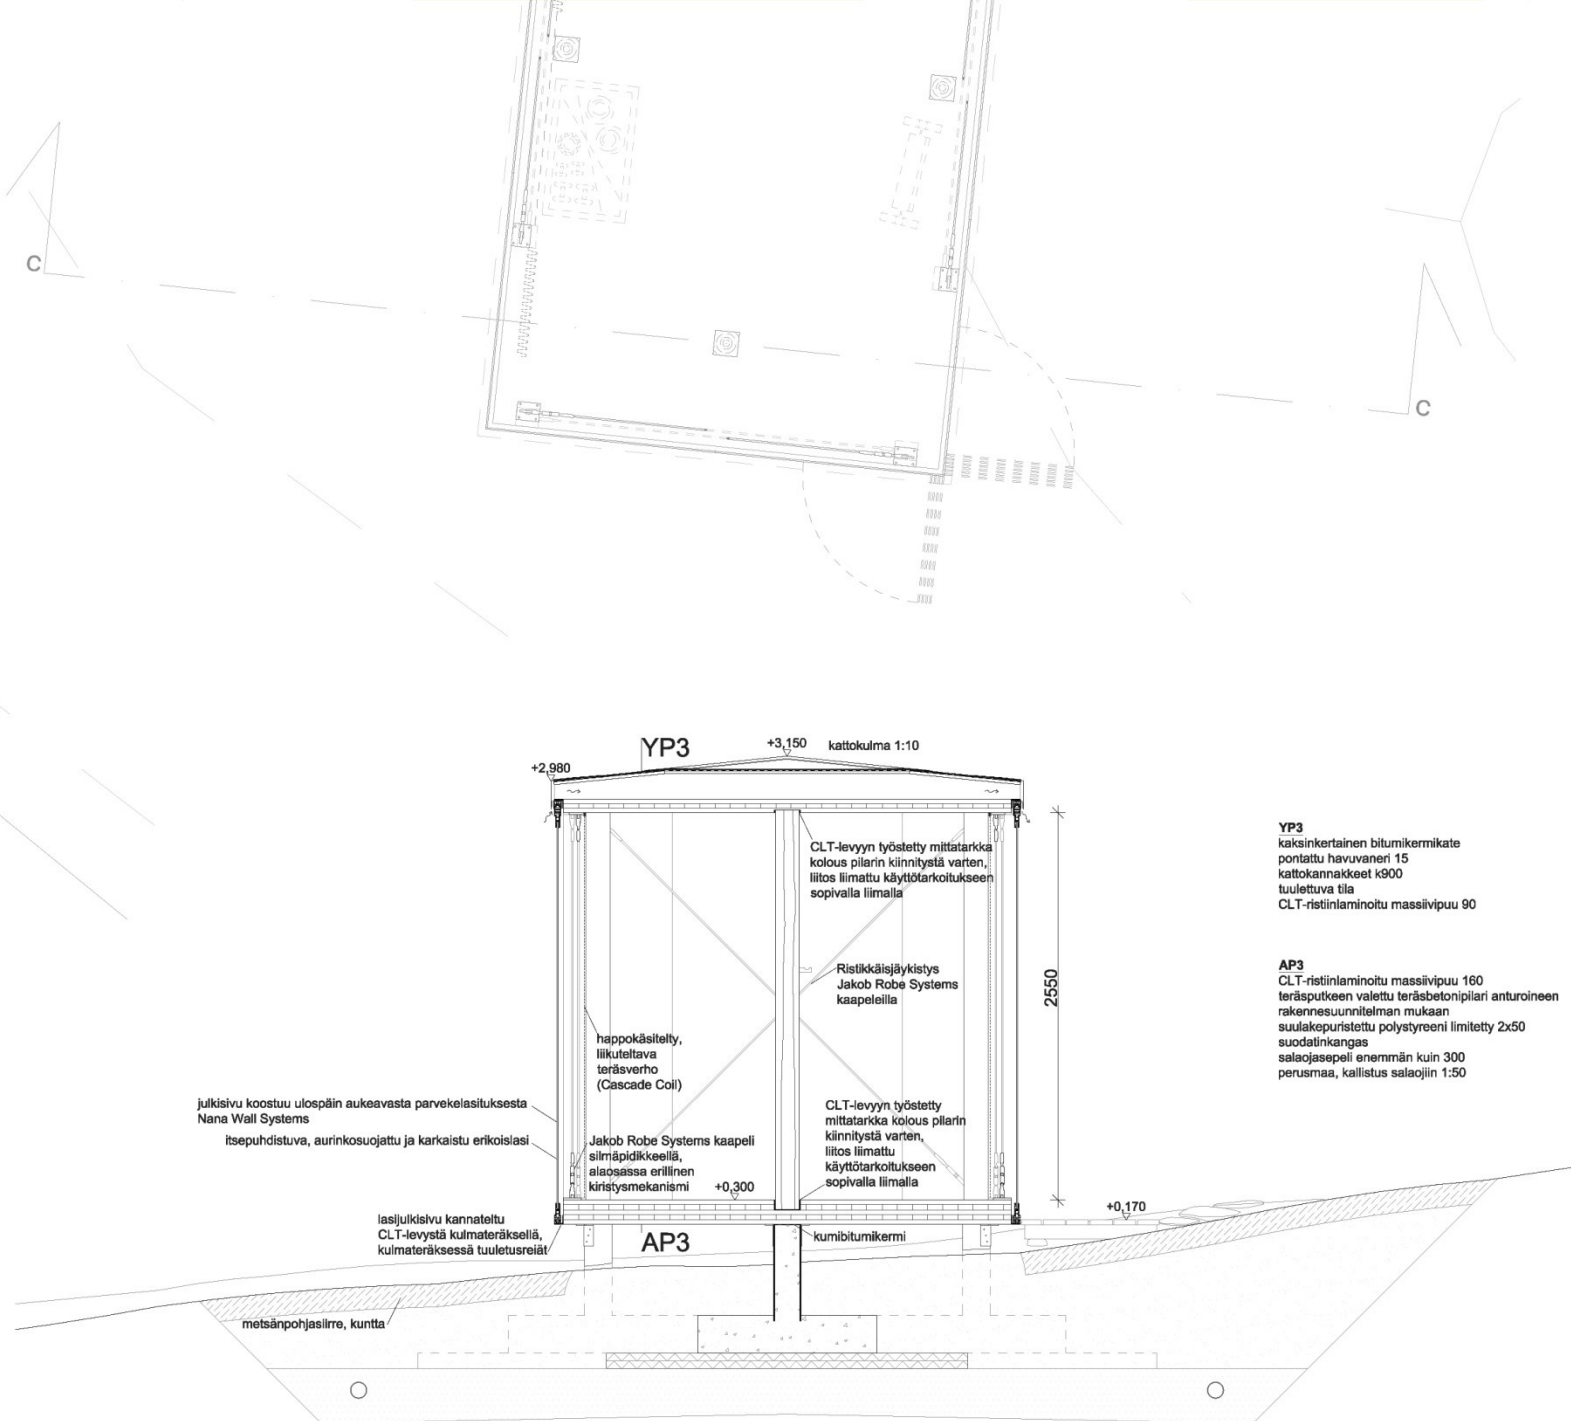 C
C
YP3
+3,150
kattokulma 1:10
+2,980
CLT-levyyn työstetty mittatarkka
kolous pilarin kiinnitystä varten,
liitos liimattu käyttötarkoitukseen
sopivalla liimalla
YP3
kaksinkertainen bitumikermikate
pontattu havuvaneri 15
kattokannakkeet k900
tuulettuva tila
CLT-ristiinlaminoitu massiivipuu 90
Ristikkäisjäykistys
Jakob Robe Systems
kaapeleilla
2550
AP3
CLT-ristiinlaminoitu massiivipuu 160
teräsputkeen valettu teräsbetonipilari anturoineen
rakennesuunnitelman mukaan
suulakepuristettu polystyreeni limitetty 2x50
suodatinkangas
salaojasepeli enemmän kuin 300
perusmaa, kallistus salaojiin 1:50
happokäsitelty,
liikuteltava
teräsverho
(Cascade Coil)
julkisivu koostuu ulospäin aukeavasta parvekelasituksesta
Nana Wall Systems
itsepuhdistuva, aurinkosuojattu ja karkaistu erikoislasi
Jakob Robe Systems kaapeli
silmäpidikkeellä,
alaosassa erillinen
kiristysmekanismi
+0,300
CLT-levyyn työstetty
mittatarkka kolous pilarin
kiinnitystä varten,
liitos liimattu
käyttötarkoitukseen
sopivalla liimalla
+0,170
lasijulkisivu kannateltu
CLT-levystä kulmateräksellä,
kulmateräksessä tuuletusreiät
AP3
kumibitumikermi
metsänpohjasiirre, kuntta